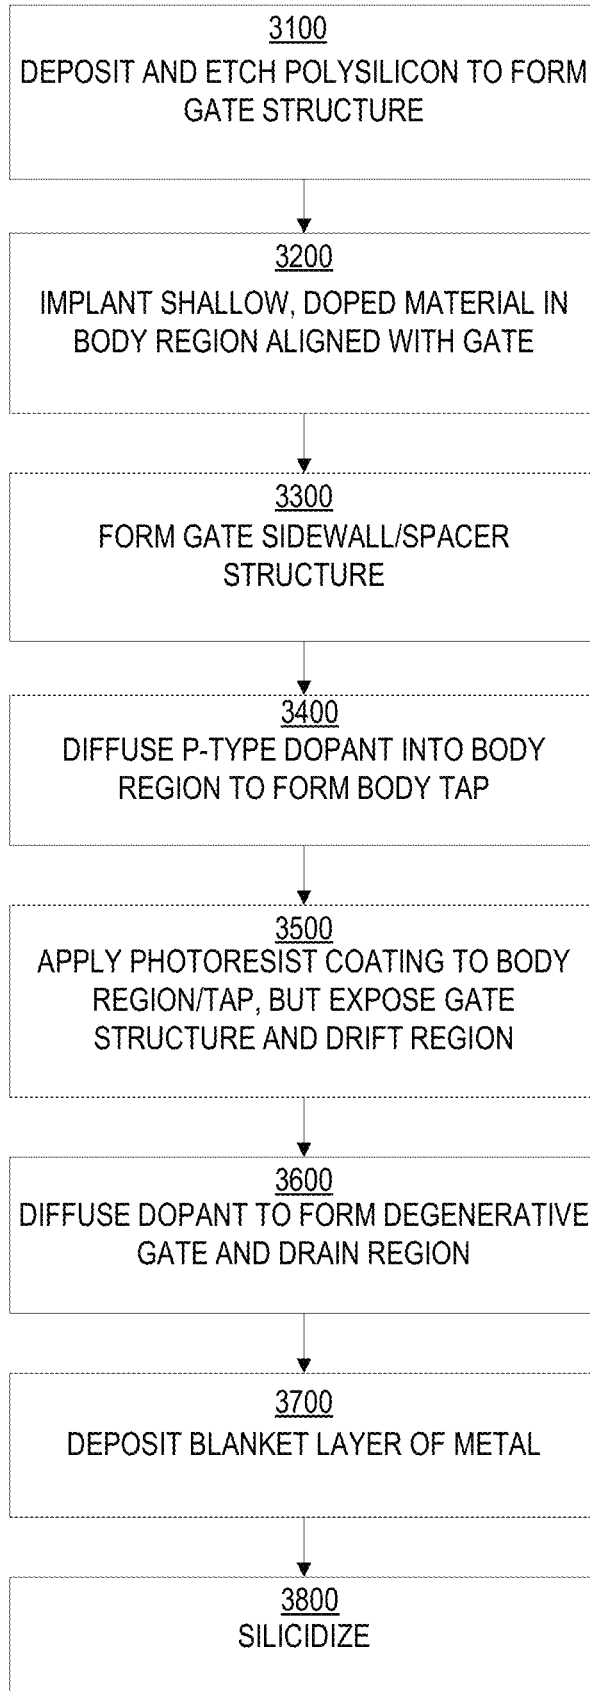 3100
DEPOSIT AND ETCH POLYSILICON TO FORM
GATE STRUCTURE
3200
IMPLANT SHALLOW, DOPED MATERIAL IN
BODY REGION ALIGNED WITH GATE
3300
FORM GATE SIDEWALL/SPACER
STRUCTURE
3400
DIFFUSE P-TYPE DOPANT INTO BODY
REGION TO FORM BODY TAP
3500
APPLY PHOTORESIST COATING TO BODY
REGION/TAP, BUT EXPOSE GATE
STRUCTURE AND DRIFT REGION
3600
DIFFUSE DOPANT TO FORM DEGENERATIVE
GATE AND DRAIN REGION
3700
DEPOSIT BLANKET LAYER OF METAL
3800
SILICIDIZE